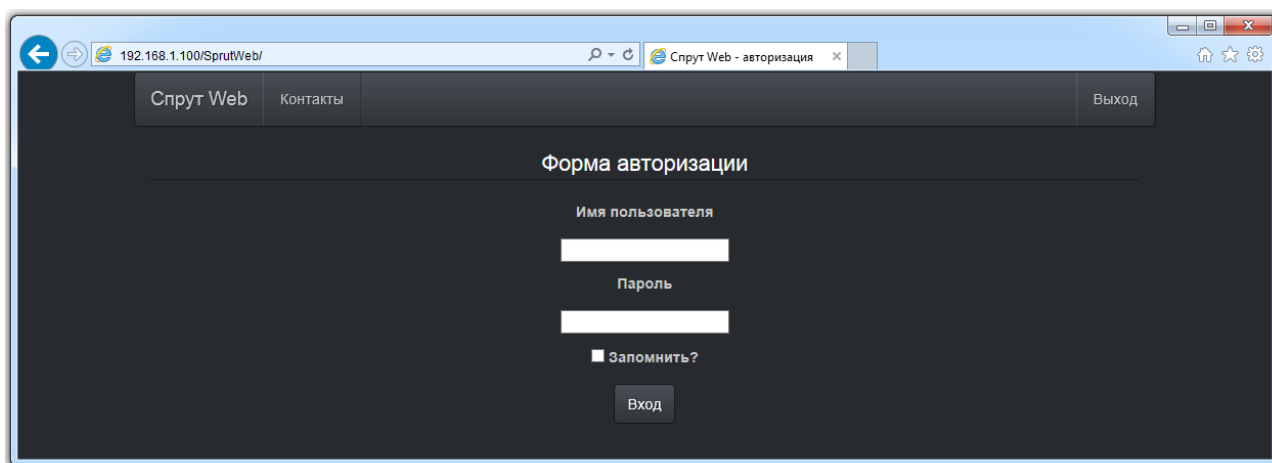 192.168.1.100/SprutWeb/
Спрут Web - авторизация
Спрут Web Контакты Выход
Форма авторизации
Имя пользователя
Пароль
Запомнить?
Вход